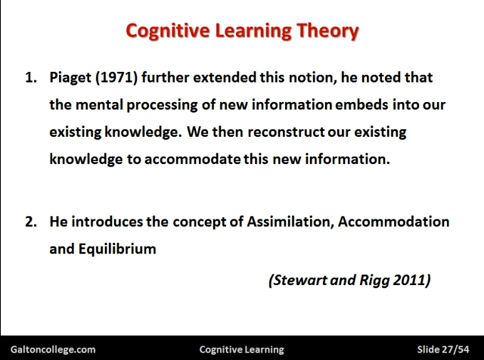 Cognitive Learning Theory
1. Piaget (1971) further extended this notion, he noted that
the mental processing of new information embeds into our
existing knowledge. We then reconstruct our existing
knowledge to accommodate this new information.
2. He introduces the concept of Assimilation, Accommodation
and Equilibrium
(Stewart and Rigg 2011)
Galtoncollege.com Cognitive Learning Slide 27/54